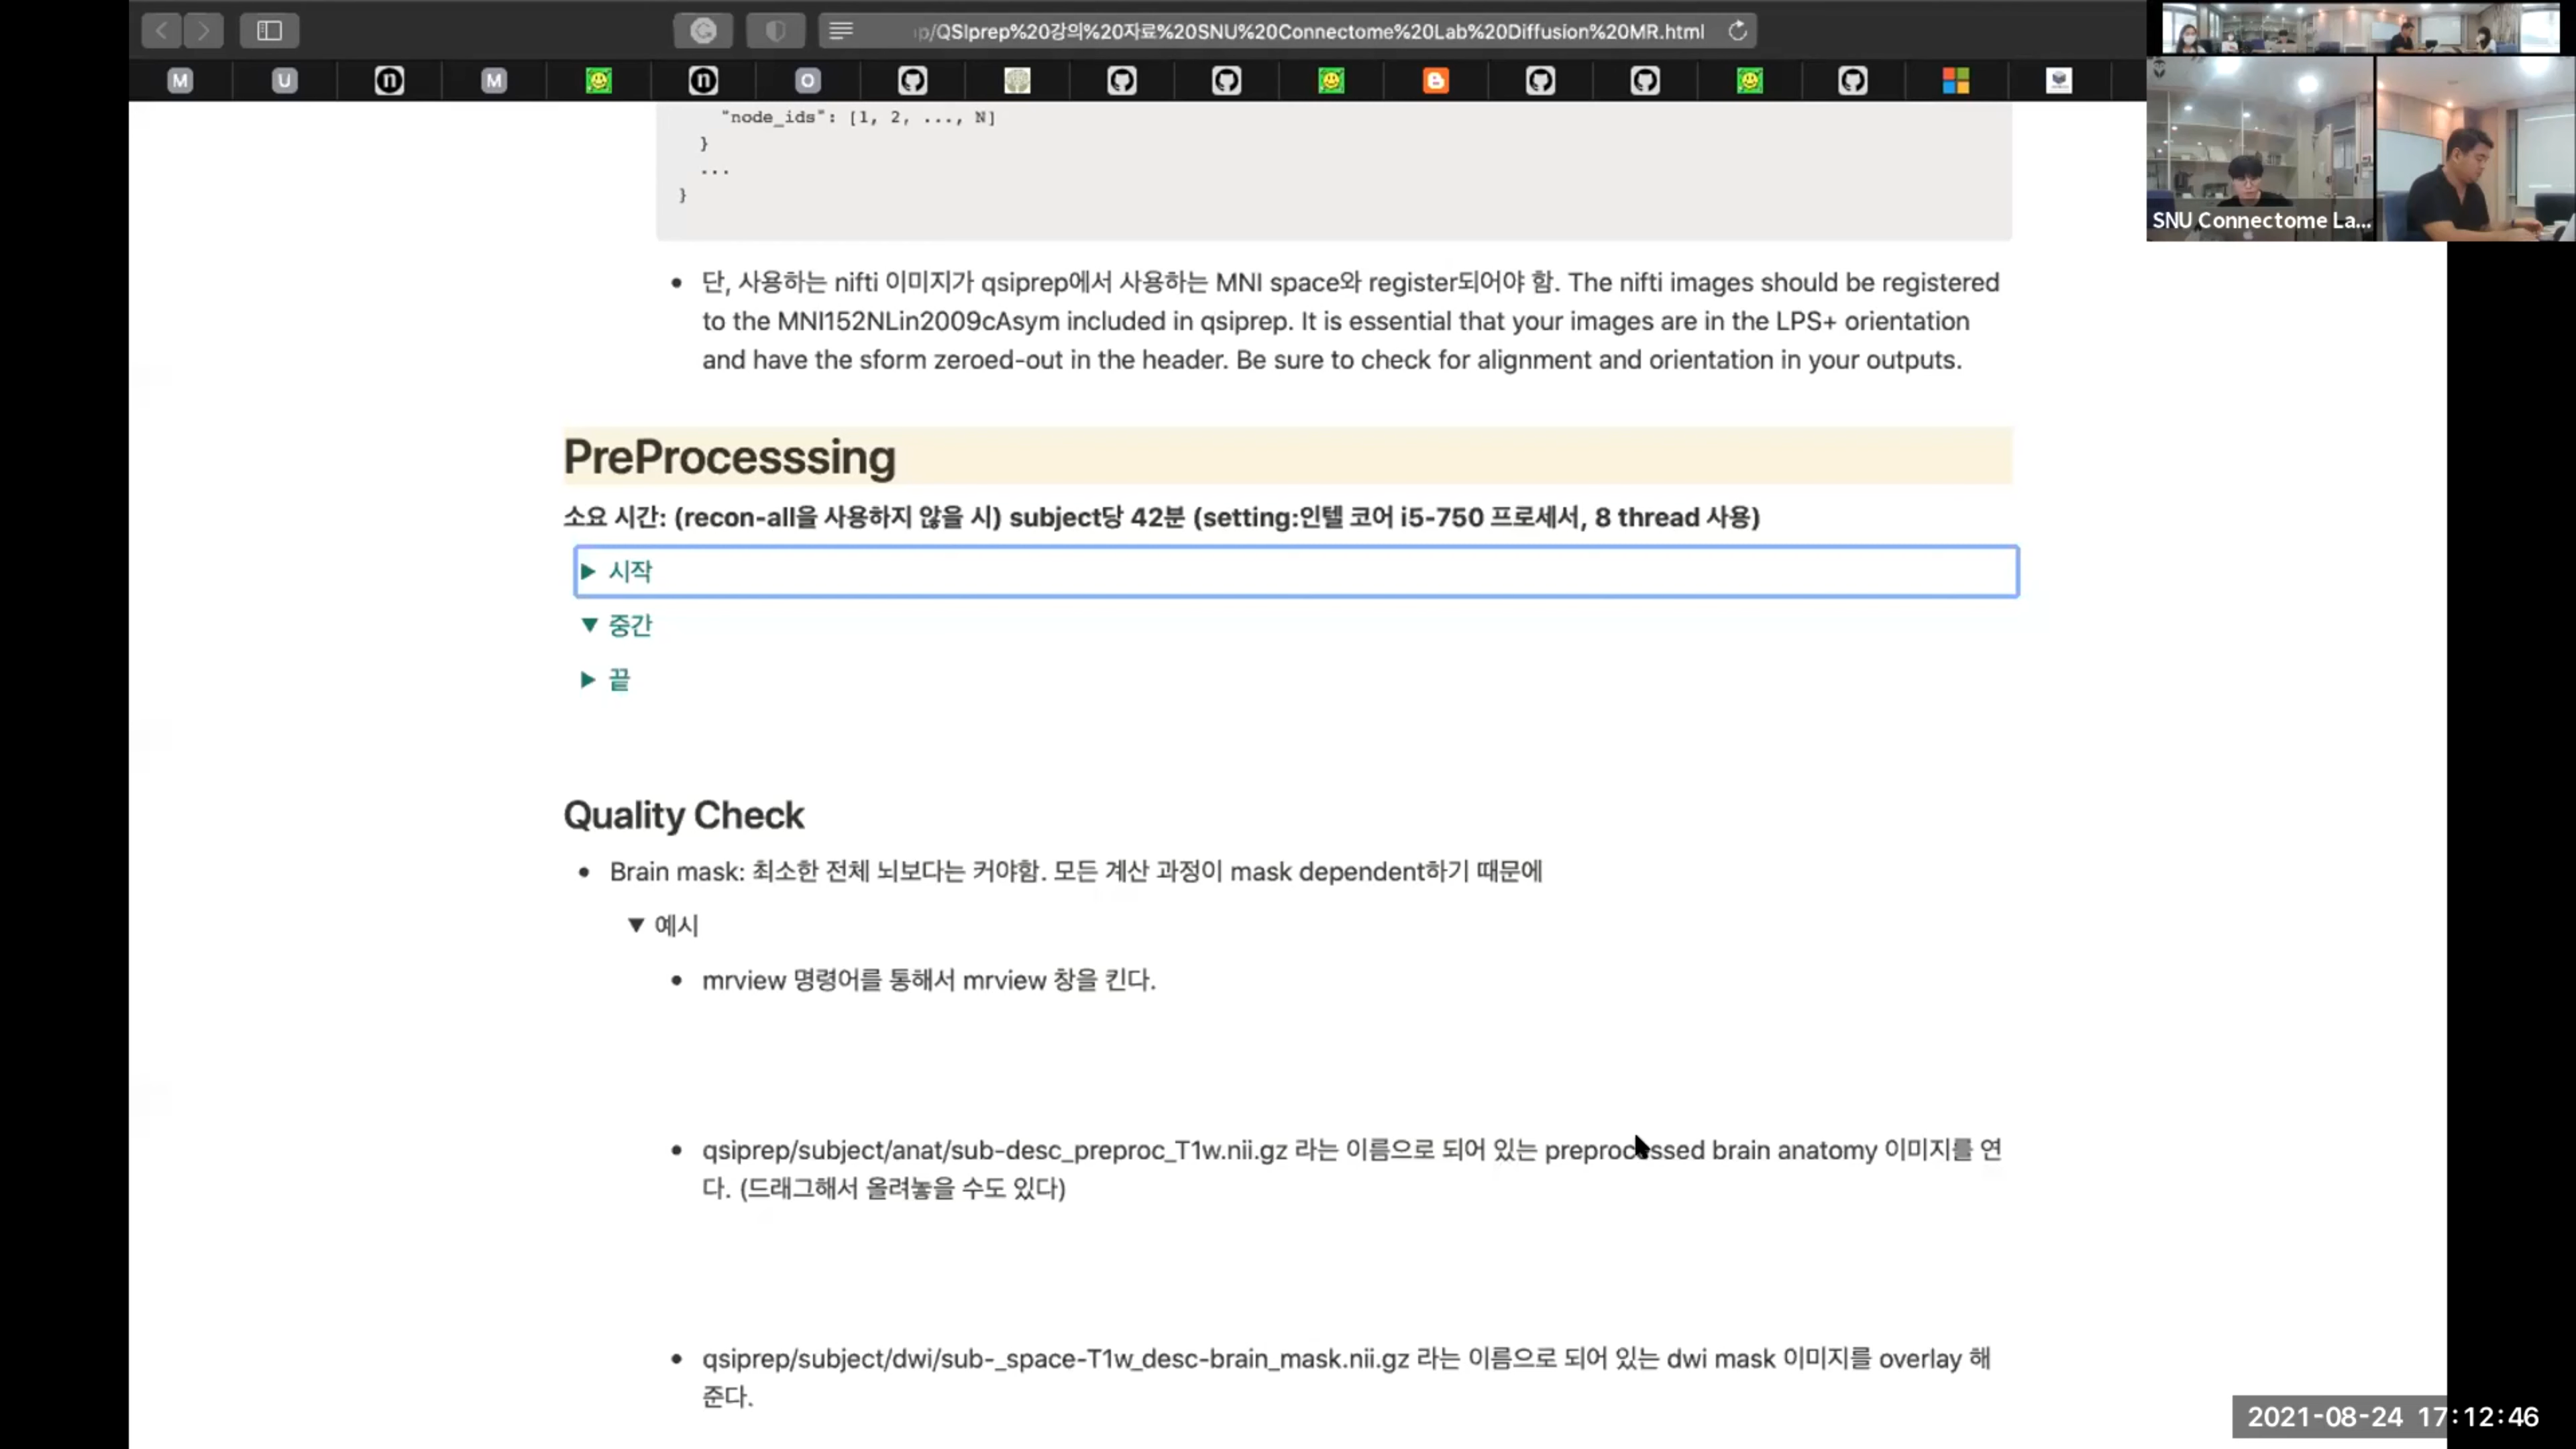 ip/QSIprep%20강의%20자료%20SNU%20Connectome%20Lab%20Diffusion%20MR.html
M U n M n O
SNU Connectome La...
"node_ids": [1, 2, ..., N]
}
...
}
• 단, 사용하는 nifti 이미지가 qsiprep에서 사용하는 MNI space와 register되어야 함. The nifti images should be registered
to the MNI152NLin2009cAsym included in qsiprep. It is essential that your images are in the LPS+ orientation
and have the sform zeroed-out in the header. Be sure to check for alignment and orientation in your outputs.
PreProcesssing
소요 시간: (recon-all을 사용하지 않을 시) subject당 42분 (setting:인텔 코어 i5-750 프로세서, 8 thread 사용)
▶ 시작
▼ 중간
▶ 끝
Quality Check
• Brain mask: 최소한 전체 뇌보다는 커야함. 모든 계산 과정이 mask dependent하기 때문에
▼ 예시
• mrview 명령어를 통해서 mrview 창을 킨다.
• qsiprep/subject/anat/sub-desc_preproc_T1w.nii.gz 라는 이름으로 되어 있는 preprocessed brain anatomy 이미지를 연
다. (드래그해서 올려놓을 수도 있다)
• qsiprep/subject/dwi/sub-_space-T1w_desc-brain_mask.nii.gz 라는 이름으로 되어 있는 dwi mask 이미지를 overlay 해
준다.
2021-08-24 17:12:46